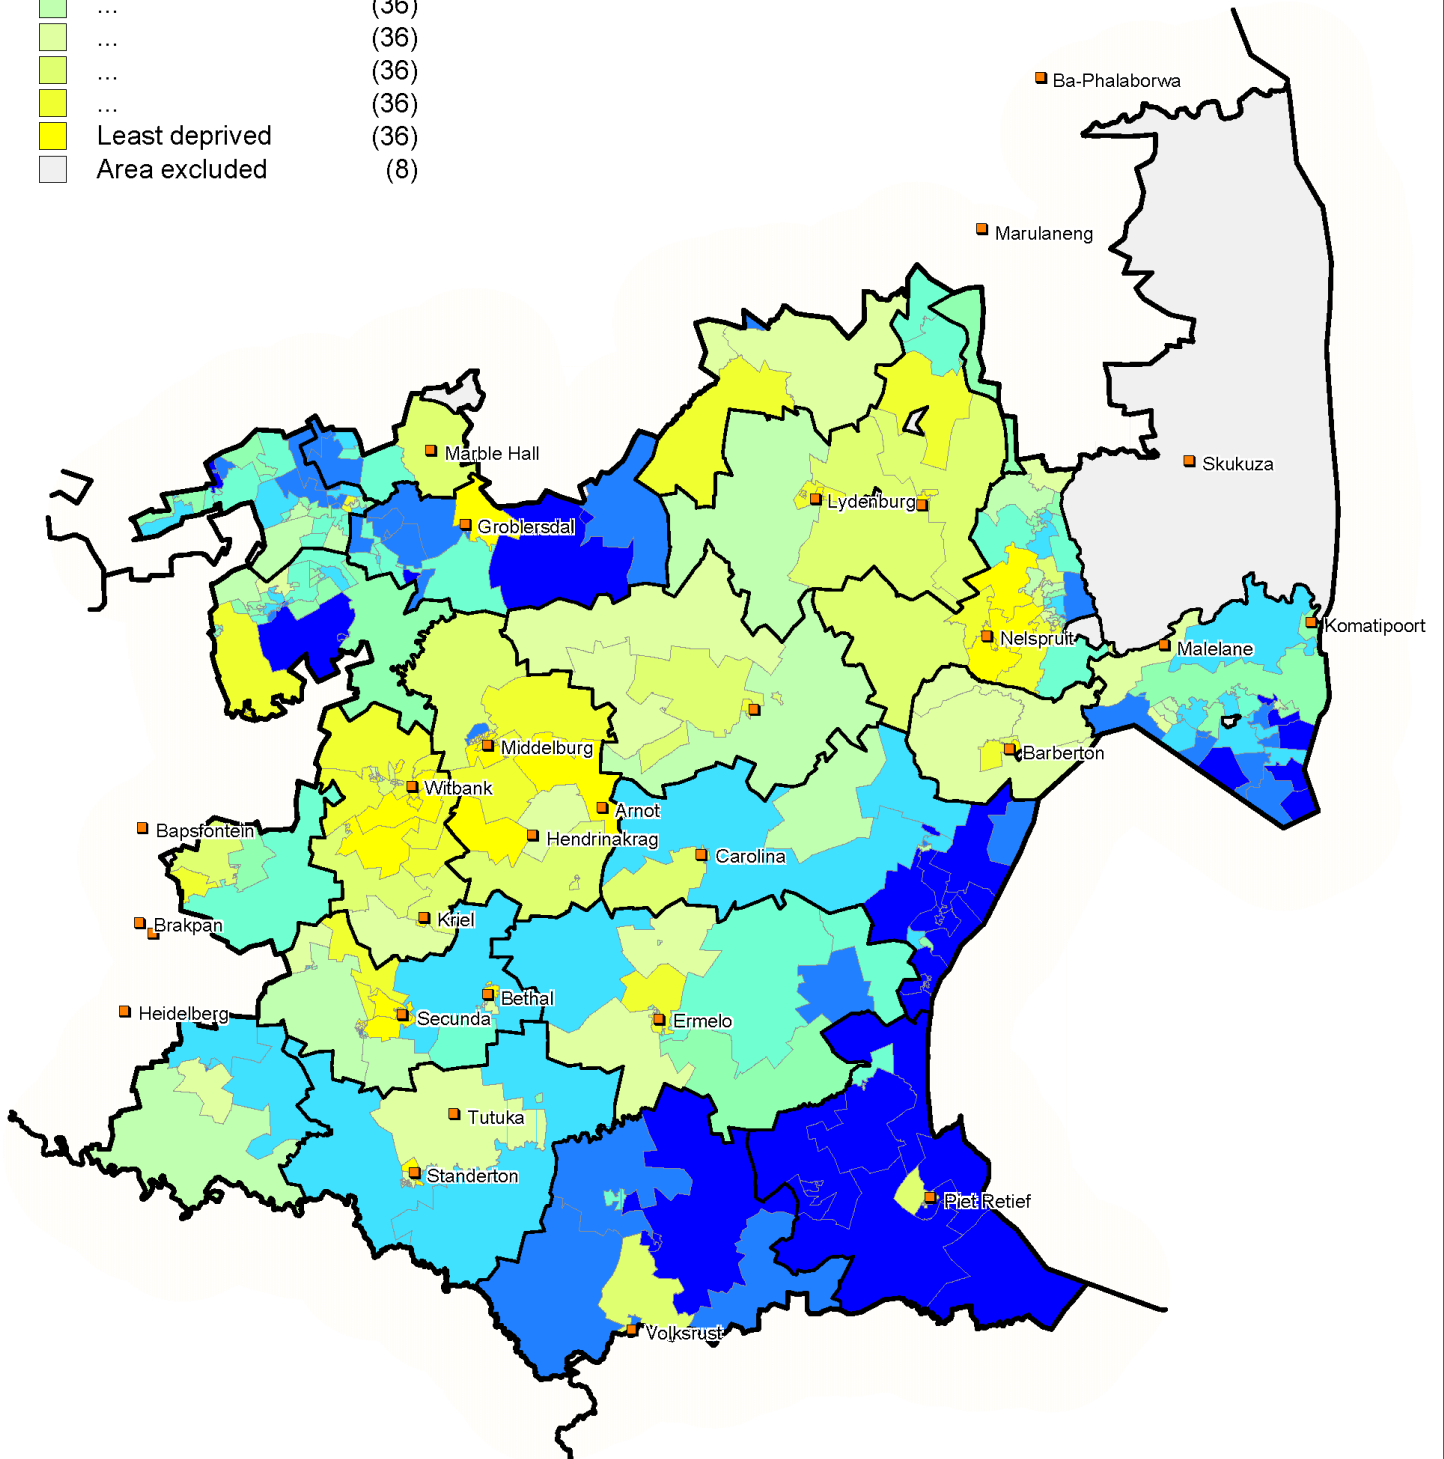 ... (36)
... (36)
... (36)
... (36)
Least deprived (36)
Area excluded (8)
Ba-Phalaborwa
Marulaneng
Marble Hall
Skukuza
Lydenburg
Groblersdal
Komatipoort
Nelspruit
Malelane
Middelburg
Barberton
Witbank
Arnot
Bapsfontein
Hendrinakrag
Carolina
Kriel
Brakpan
Bethal
Heidelberg
Secunda
Ermelo
Tutuka
Standerton
Piet Retief
Volksrust